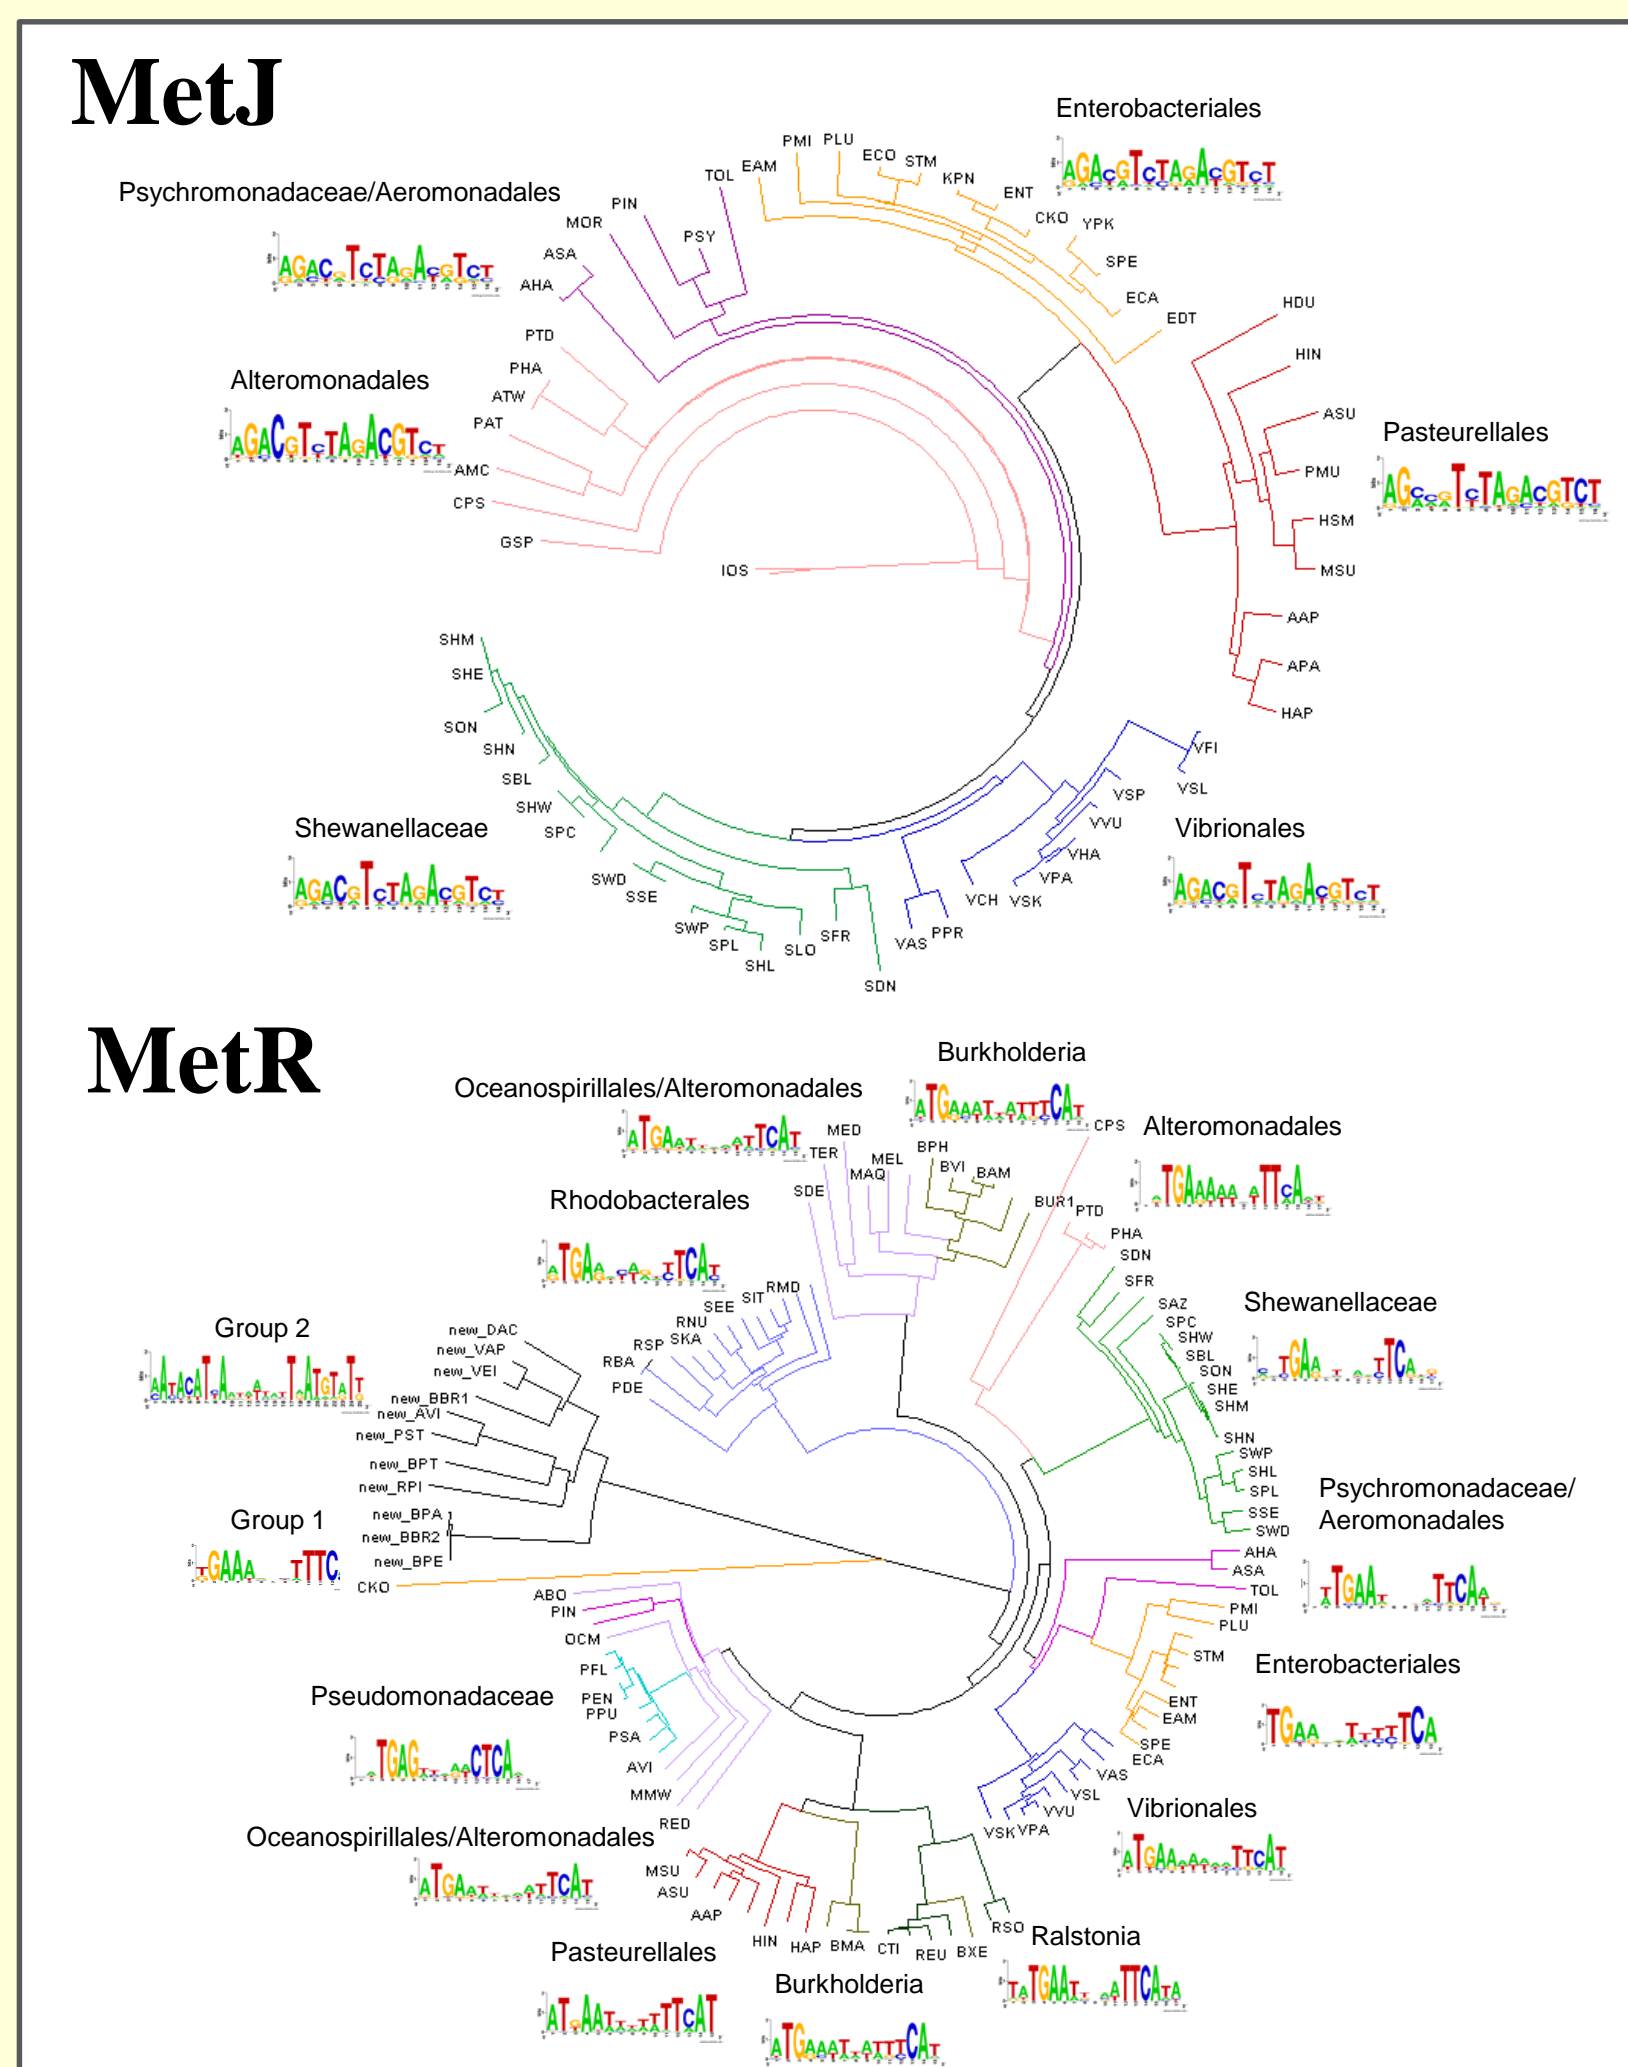 MetJ
Enterobacteriales
Psychromonadaceae/Aeromonadales
Alteromonadales
Pasteurellales
Shewanellaceae
Vibrionales
PMI
PLU
ECO
STM
EAM
TOL
KPN
ENT
CKO
YPK
SPE
ECA
EDT
PIN
MOR
PSY
ASA
AHA
PTD
PHA
ATW
PAT
AMC
CPS
GSP
IOS
HDU
HIN
ASU
PMU
HSM
MSU
AAP
APA
HAP
SHM
SHE
SON
SHN
SBL
SHW
SPC
SWD
SSE
SWP
SPL
SHL
SLO
SFR
SDN
VAS
PPR
VCH
VSK
VPA
VHA
VVU
VSP
VSL
VFI
MetR
Burkholderia
Oceanospirillales/Alteromonadales
Alteromonadales
Rhodobacterales
Shewanellaceae
Group 2
Group 1
Psychromonadaceae/
Aeromonadales
Enterobacteriales
Pseudomonadaceae
Vibrionales
Oceanospirillales/Alteromonadales
Ralstonia
Pasteurellales
Burkholderia
MED
TER
SDE
MAQ
MEL
BPH
BVI
BAM
BUR1
CPS
PTD
PHA
SDN
SFR
SAZ
SPC
SHW
SBL
SON
SHE
SHM
SHN
SWP
SHL
SPL
SSE
SWD
AHA
ASA
TOL
PMI
PLU
STM
ENT
EAM
SPE
ECA
VAS
VSL
VVU
VPA
VSK
RSO
BXE
REU
CTI
BMA
HAP
HIN
AAP
ASU
MSU
RED
MMW
AVI
PSA
PPU
PEN
PFL
OCM
PIN
ABO
CKO
new_BPE
new_BBR2
new_BPA
new_RPI
new_BPT
new_PST
new_AVI
new_BBR1
new_VEI
new_VAP
new_DAC
PDE
RBA
RSP
SKA
RNU
SEE
SIT
RMD